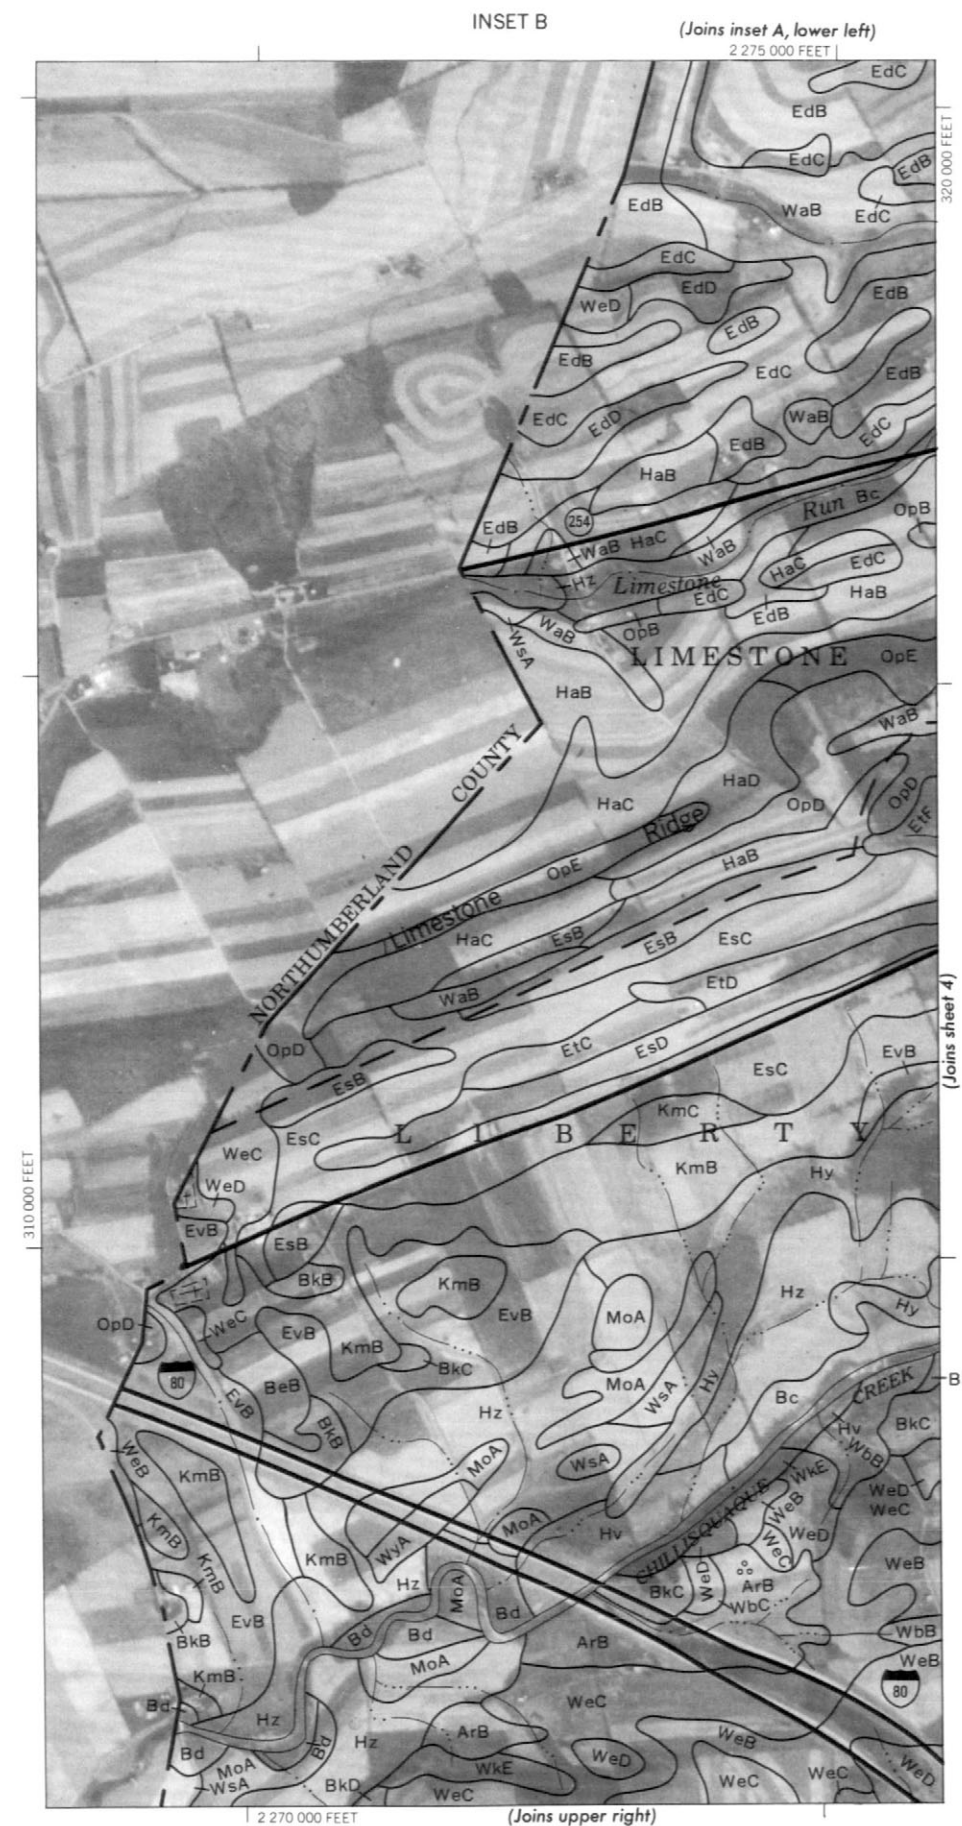 INSET B
(Joins inset A, lower left)
2 275 000 FEET
EdC
EdB
320 000 FEET
EdC
EdB
EdB
WaB
EdC
EdC
EdD
WeD
EdB
EdB
EdB
EdC
EdB
EdC
EdD
WaB
EdC
EdB
HaB
Run
Bc
OpB
EdB
254
WaB
HaC
WaB
Hz
Limestone
HaC
EdC
EdC
HaB
OpB
EdB
WaB
WsA
LIMESTONE
OpE
HaB
WaB
COUNTY
HaD
HaC
OpD
OpD
EtF
Ridge
NORTHUMBERLAND
OpE
HaB
Limestone
HaC
EsB
EsB
EsC
WaB
EtD
OpD
EtC
EsD
EsC
EvB
(Joins sheet 4)
EsB
KmC
EsC
LIBERTY
WeC
KmB
Hy
WeD
310 000 FEET
EvB
EsB
BkB
KmB
EvB
Hz
Hy
MoA
OpD
WeC
EvB
KmB
BkC
80
BeB
MoA
WsA
Hy
B
CREEK
EvB
BkB
Hz
Bc
Hv
BkC
WeB
KmB
MoA
WsA
WbB
WkE
WeD
WeC
CHILLISQUAQUE
WeB
KmB
MoA
Hv
WeD
WeC
KmB
WyA
KmB
Hz
MoA
BkC
WeD
ArB
WeB
WbC
EvB
Bd
BkB
Bd
Bd
ArB
WbB
WeB
KmB
MoA
80
Bd
WeC
Hz
Bd
Hz
ArB
WeB
Bd
MoA
WsA
BkD
WkE
WeC
WeD
WeC
WeC
WeD
2 270 000 FEET
(Joins upper right)